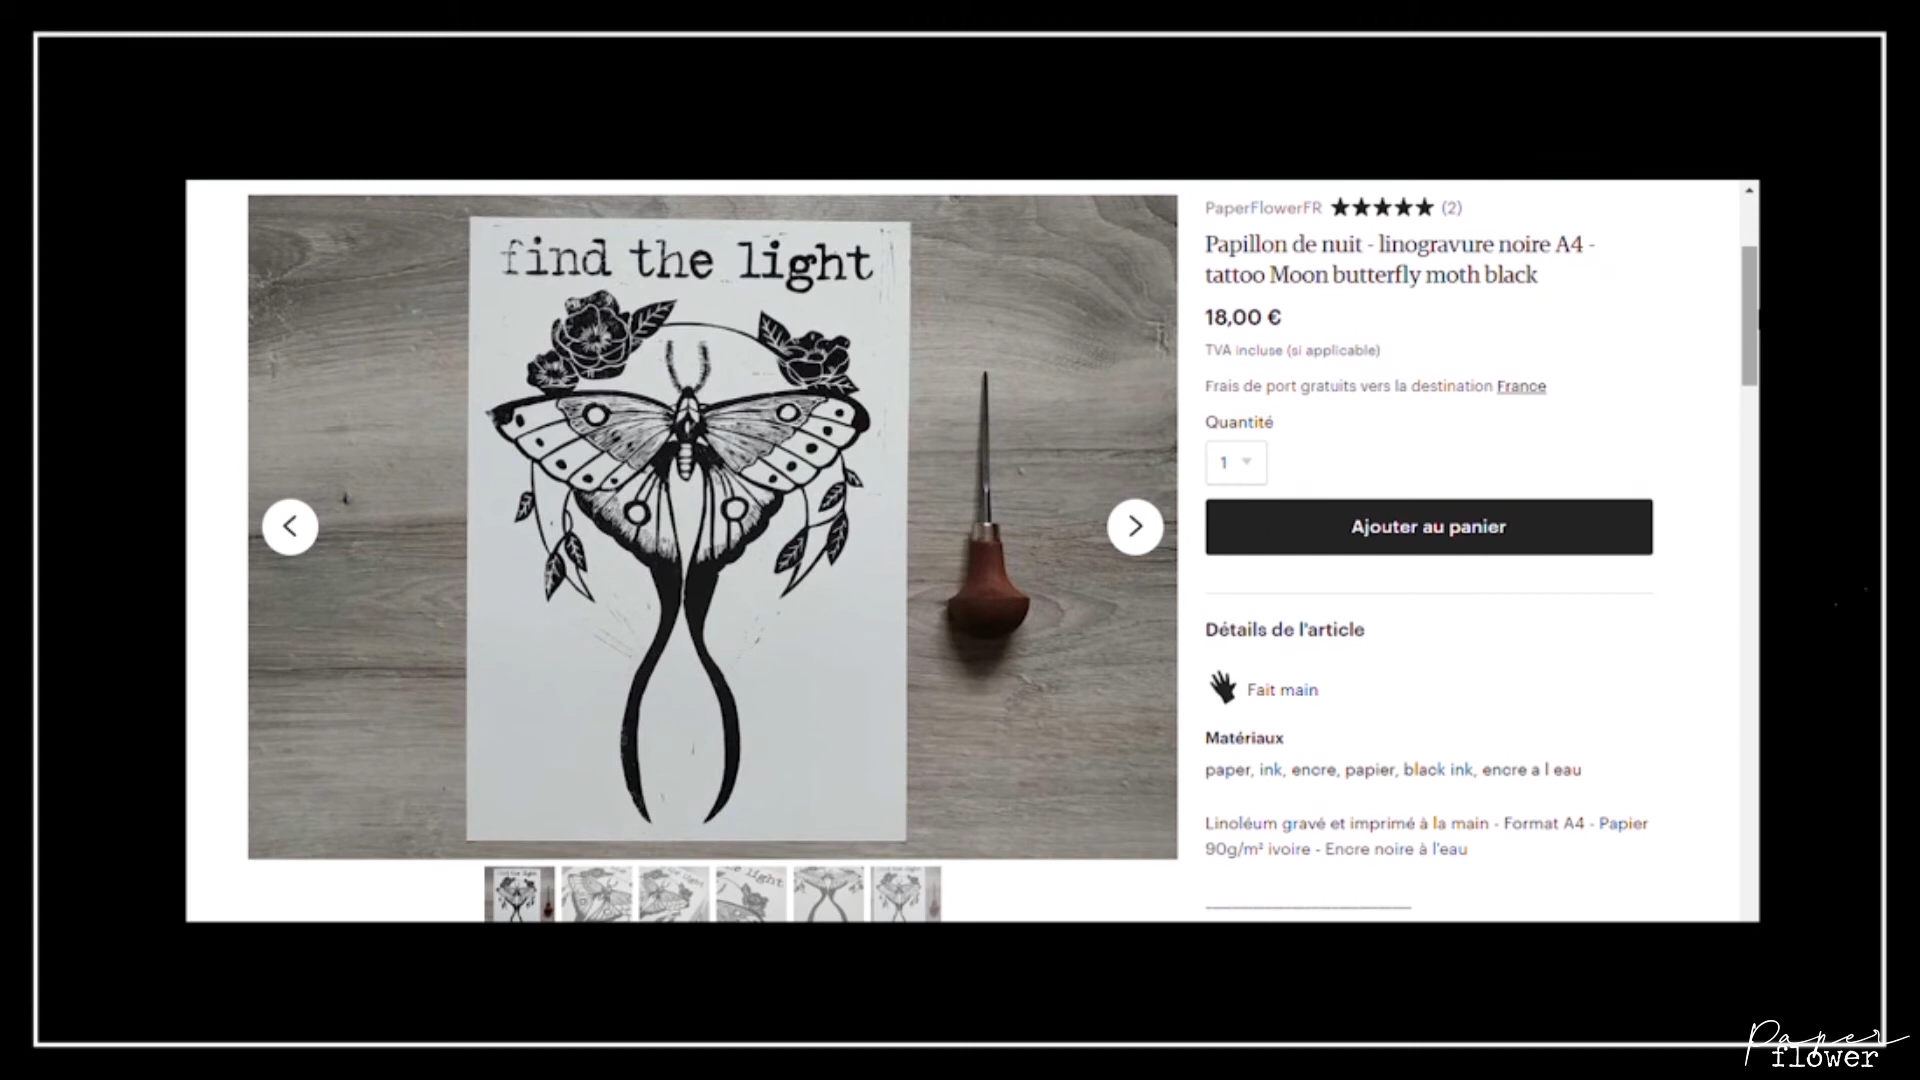 find the light
PaperFlowerFR ★★★★★ (2)
Papillon de nuit - linogravure noire A4 -
tattoo Moon butterfly moth black
18,00 €
TVA incluse (si applicable)
Frais de port gratuits vers la destination France
Quantité
1
Ajouter au panier
Détails de l'article
Fait main
Matériaux
paper, ink, encre, papier, black ink, encre a l eau
Linoléum gravé et imprimé à la main - Format A4 - Papier
90g/m² ivoire - Encre noire à l'eau
Paper
flower